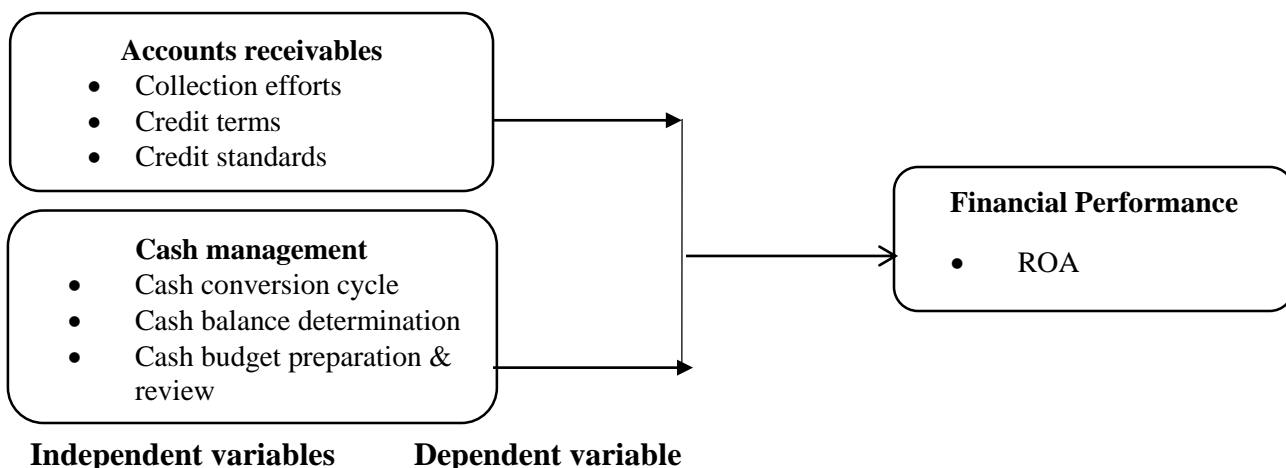 Accounts receivables
• Collection efforts
• Credit terms
• Credit standards
Cash management
• Cash conversion cycle
• Cash balance determination
• Cash budget preparation &
review
Financial Performance
• ROA
Independent variables Dependent variable